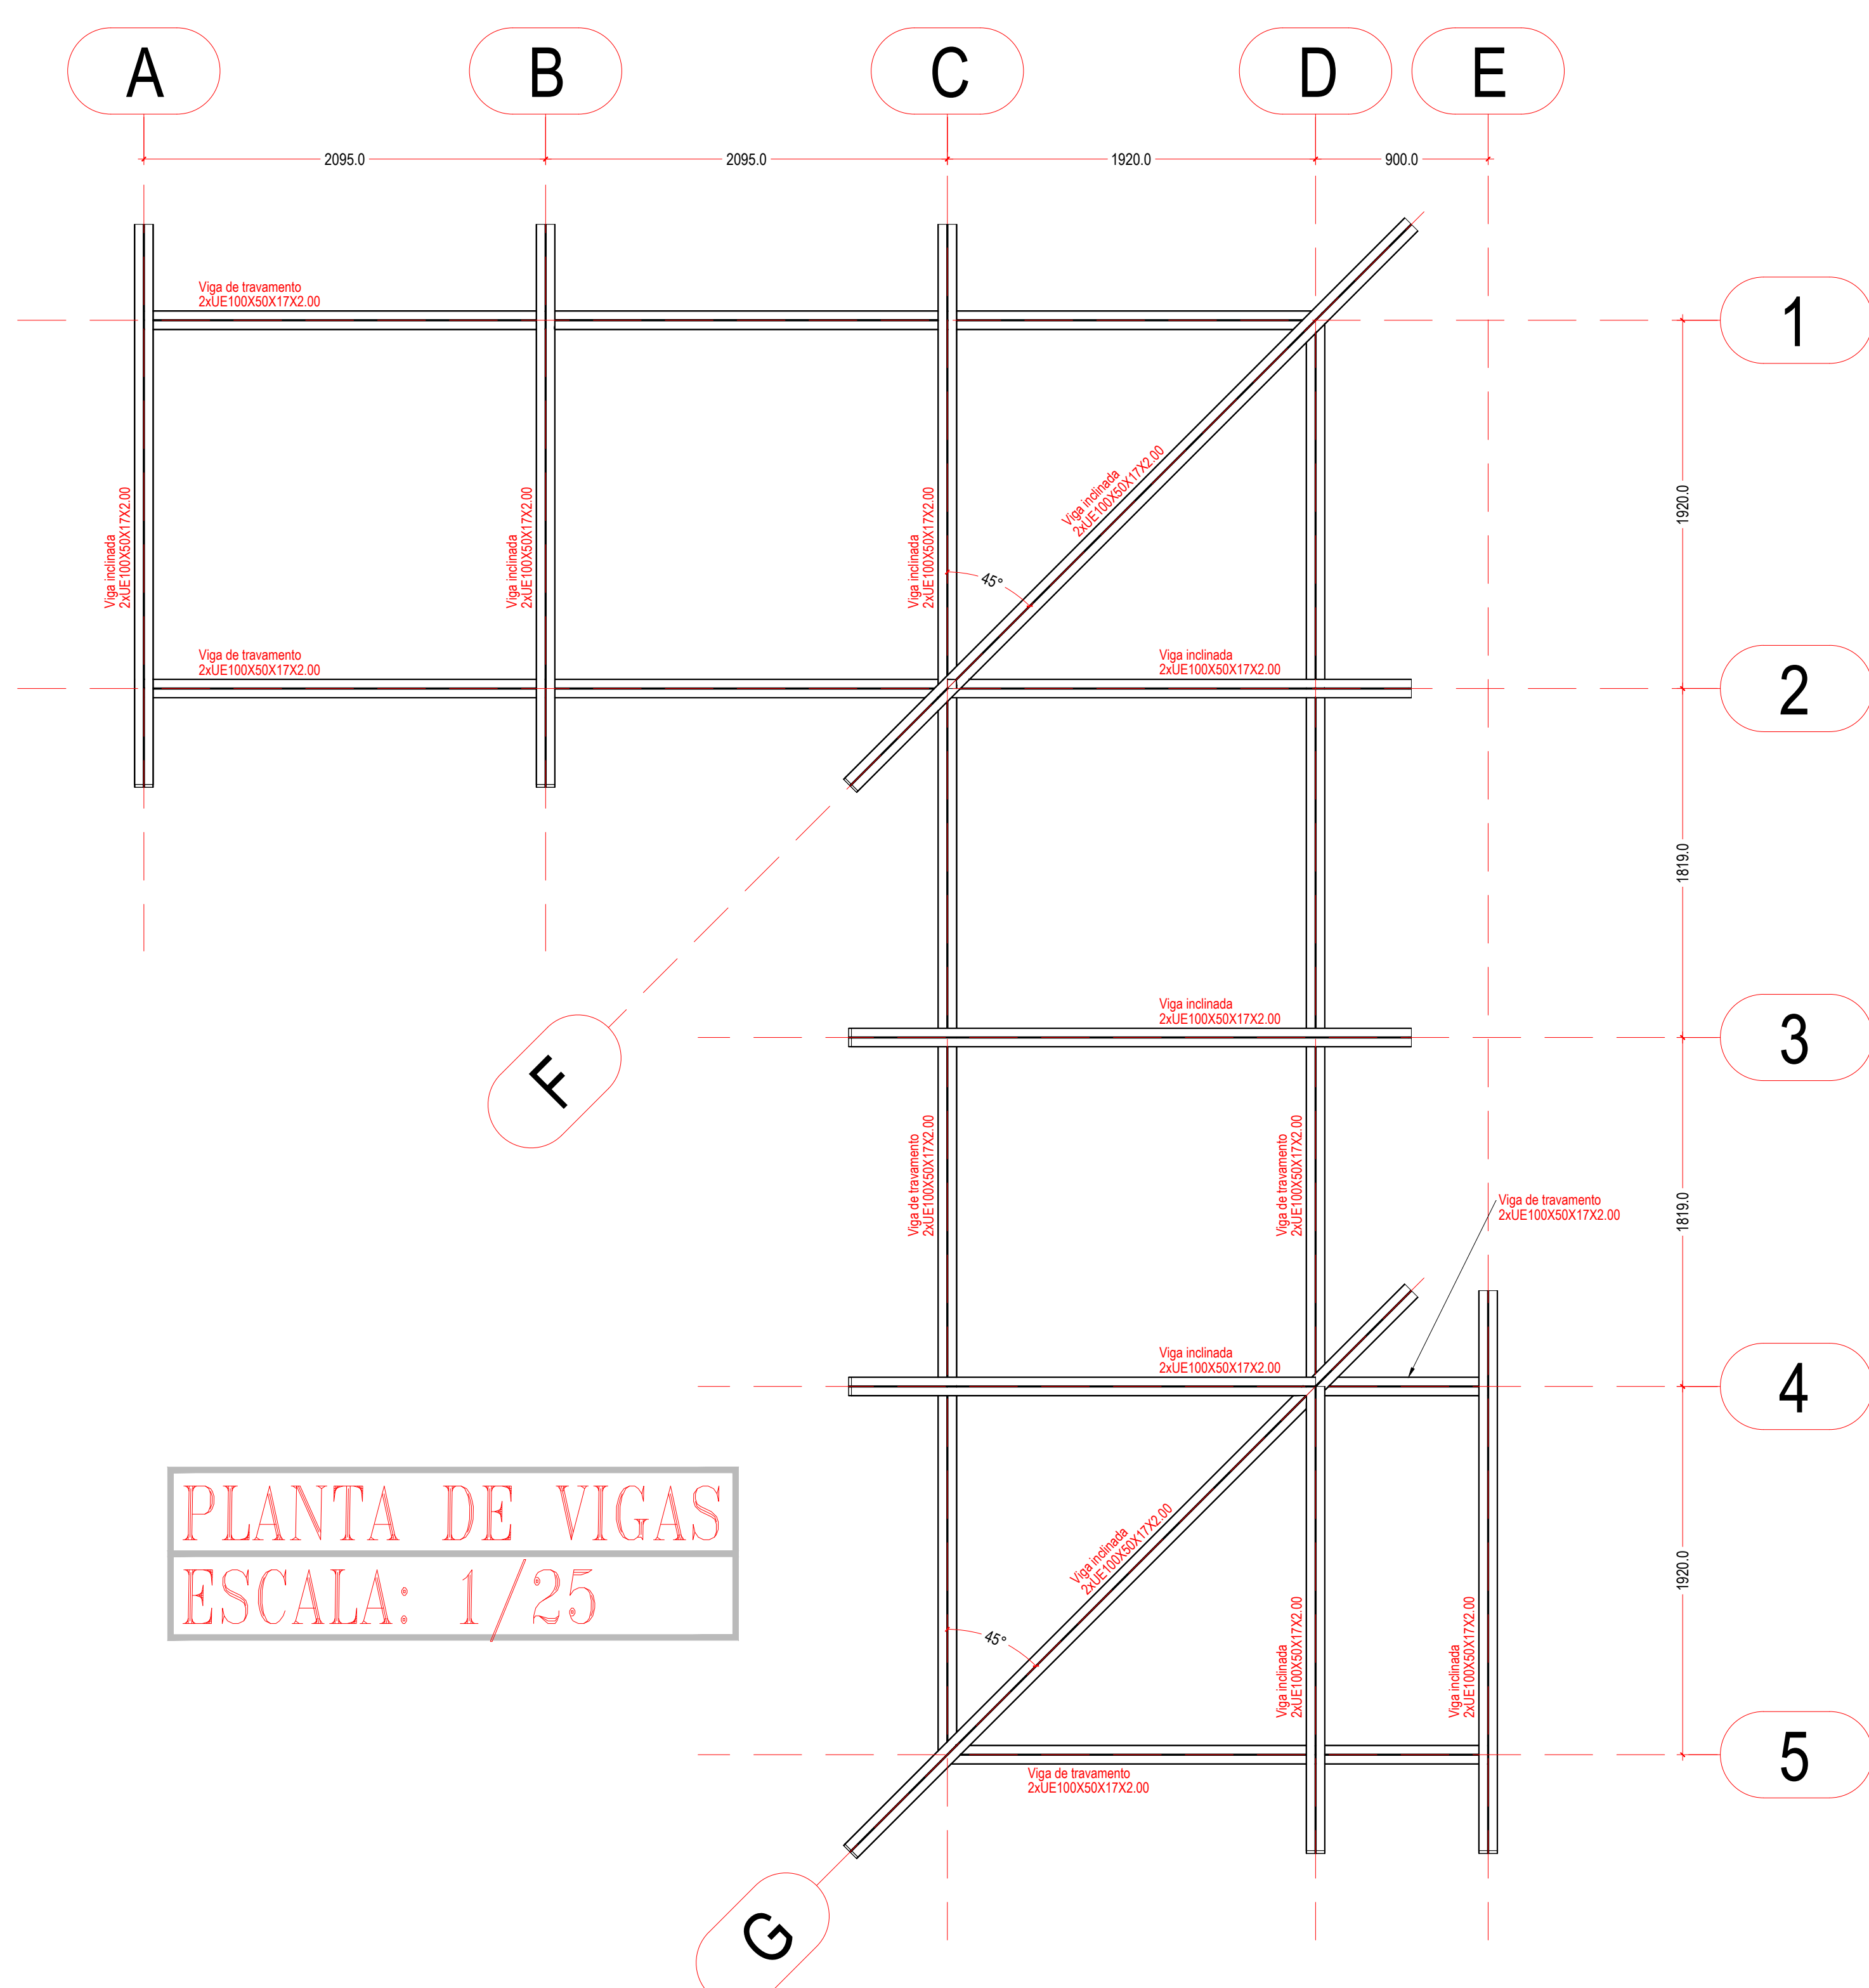 A
B
C
D
E
2095.0
2095.0
1920.0
900.0
Viga de travamento
2xUE100X50X17X2.00
1
Viga inclinada
2xUE100X50X17X2.00
Viga inclinada
2xUE100X50X17X2.00
Viga inclinada
2xUE100X50X17X2.00
Viga inclinada
2xUE100X50X17X2.00
1920.0
45°
Viga de travamento
2xUE100X50X17X2.00
Viga inclinada
2xUE100X50X17X2.00
2
1819.0
Viga inclinada
2xUE100X50X17X2.00
3
F
Viga de travamento
2xUE100X50X17X2.00
Viga de travamento
2xUE100X50X17X2.00
Viga de travamento
2xUE100X50X17X2.00
1819.0
Viga inclinada
2xUE100X50X17X2.00
4
PLANTA DE VIGAS
ESCALA: 1/25
Viga inclinada
2xUE100X50X17X2.00
1920.0
45°
Viga inclinada
2xUE100X50X17X2.00
Viga inclinada
2xUE100X50X17X2.00
5
Viga de travamento
2xUE100X50X17X2.00
G